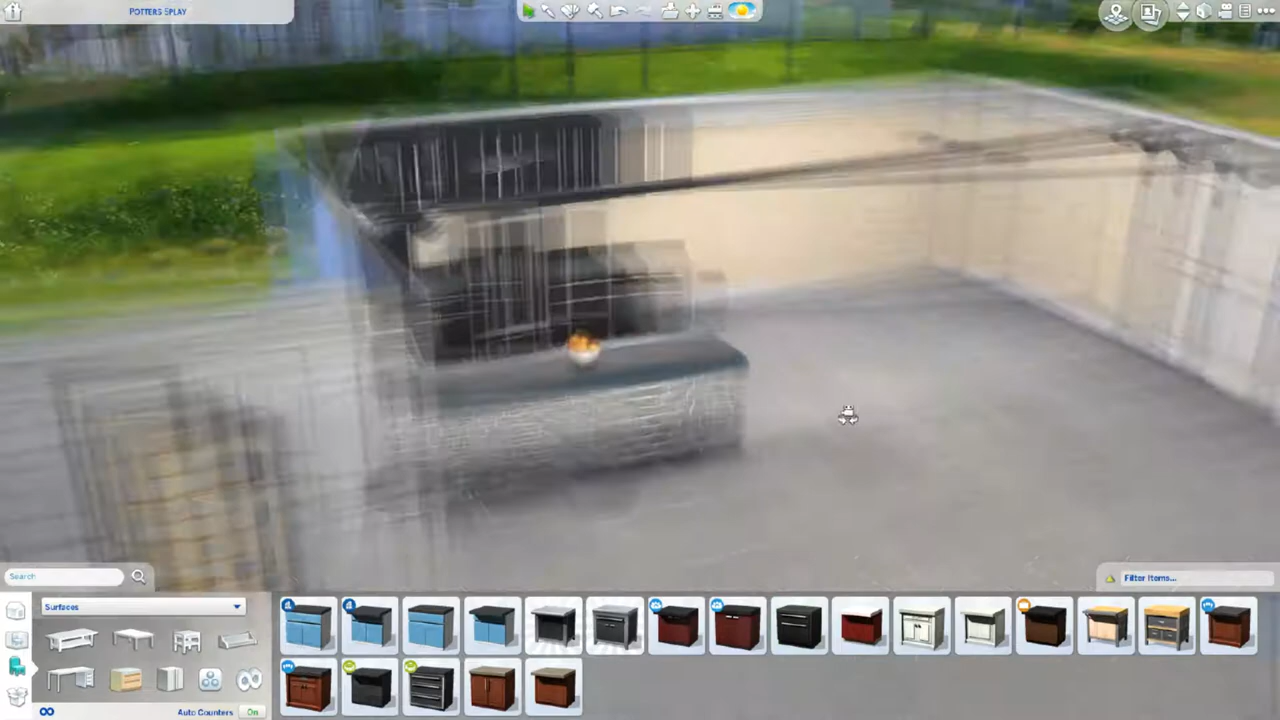 POTTERS SPLAY
Search
Filter Items...
Surfaces
Auto Counters
On